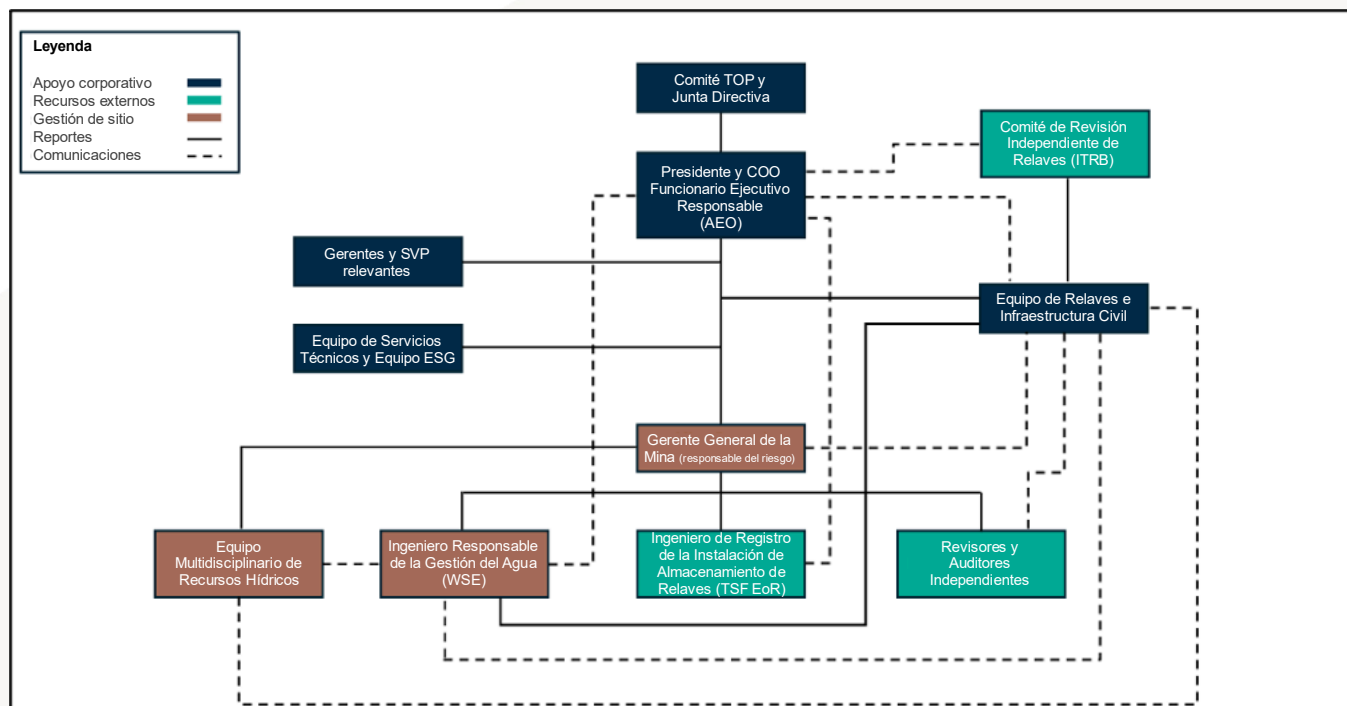 Leyenda
Apoyo corporativo
Recursos externos
Gestión de sitio
Reportes
Comunicaciones
Comité TOP y
Junta Directiva
Comité de Revisión
Independiente de
Relaves (ITRB)
Presidente y COO
Funcionario Ejecutivo
Responsable
(AEO)
Gerentes y SVP
relevantes
Equipo de Relaves e
Infraestructura Civil
Equipo de Servicios
Técnicos y Equipo ESG
Gerente General de la
Mina (responsable del riesgo)
Equipo
Multidisciplinario de
Recursos Hídricos
Ingeniero Responsable
de la Gestión del Agua
(WSE)
Ingeniero de Registro
de la Instalación de
Almacenamiento de
Relaves (TSF EoR)
Revisores y
Auditores
Independientes